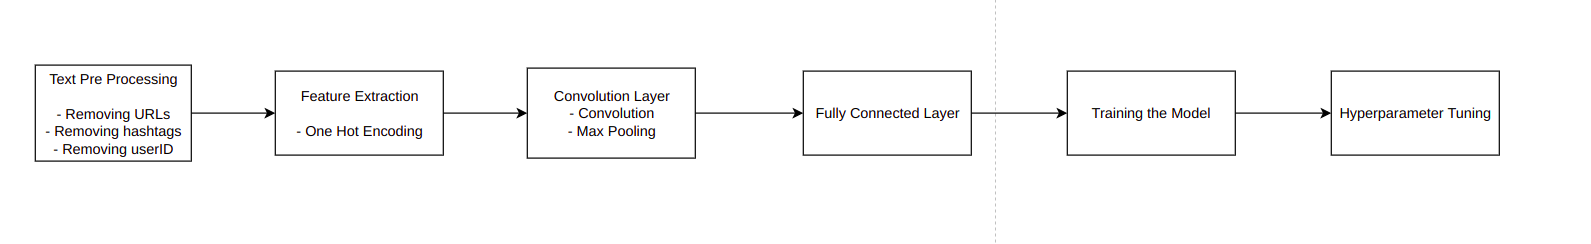 Text Pre Processing
- Removing URLs
- Removing hashtags
- Removing userID
Feature Extraction
- One Hot Encoding
Convolution Layer
- Convolution
- Max Pooling
Fully Connected Layer
Training the Model
Hyperparameter Tuning